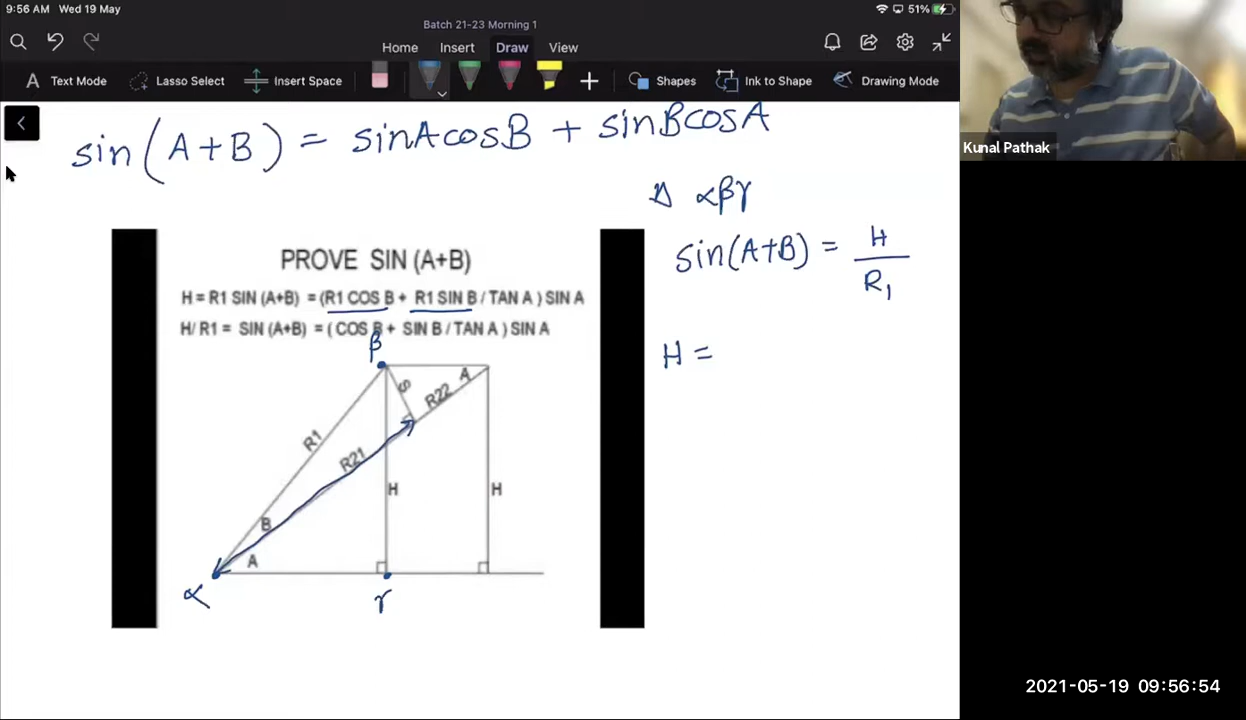 9:56 AM Wed 19 May
51%
Batch 21-23 Morning 1
Home Insert Draw View
A Text Mode Lasso Select Insert Space Shapes Ink to Shape Drawing Mode
Kunal Pathak
sin(A+B) = sinAcosB + sinBcosA
Δ αβγ
sin(A+B) = H/R₁
PROVE SIN (A+B)
H = R1 SIN (A+B) = (R1 COS B + R1 SIN B / TAN A ) SIN A
H/ R1 = SIN (A+B) = ( COS B + SIN B / TAN A ) SIN A
H =
β
A
S
R22
R1
R21
H
H
B
A
α
γ
2021-05-19 09:56:54